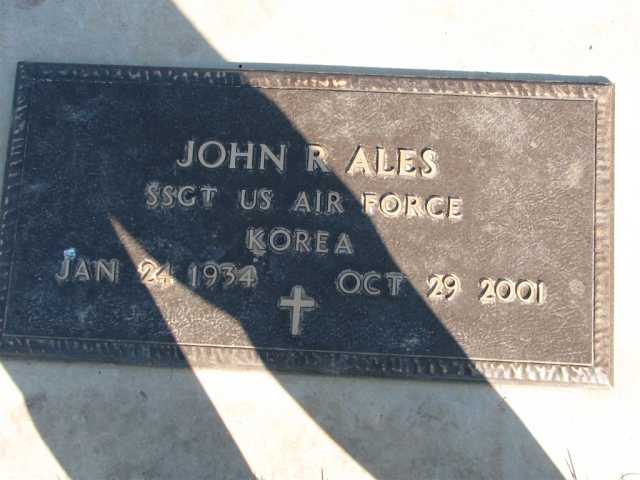 JOHN R ALES
SSGT US AIR FORCE
KOREA
JAN 24 1934 OCT 29 2001